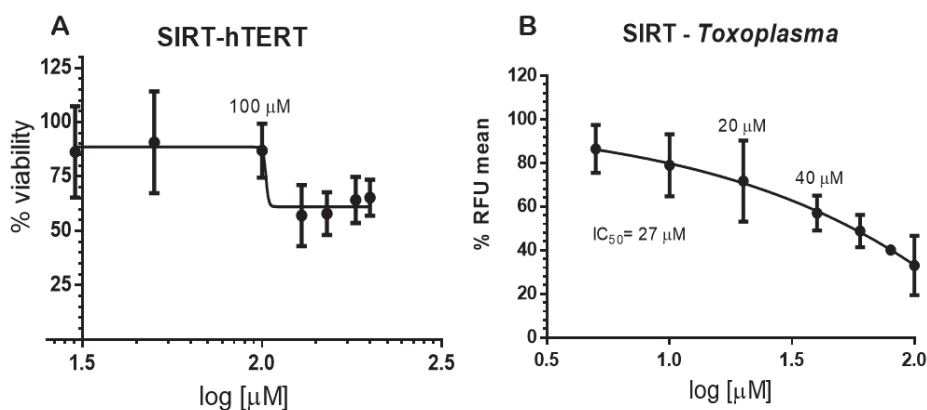 A
SIRT-hTERT
% viability
125
100
75
50
25
100 μM
1.5
2.0
2.5
log [μM]
B
SIRT - Toxoplasma
% RFU mean
120
100
80
60
40
20
0
20 μM
40 μM
IC₅₀= 27 μM
0.5
1.0
1.5
2.0
log [μM]